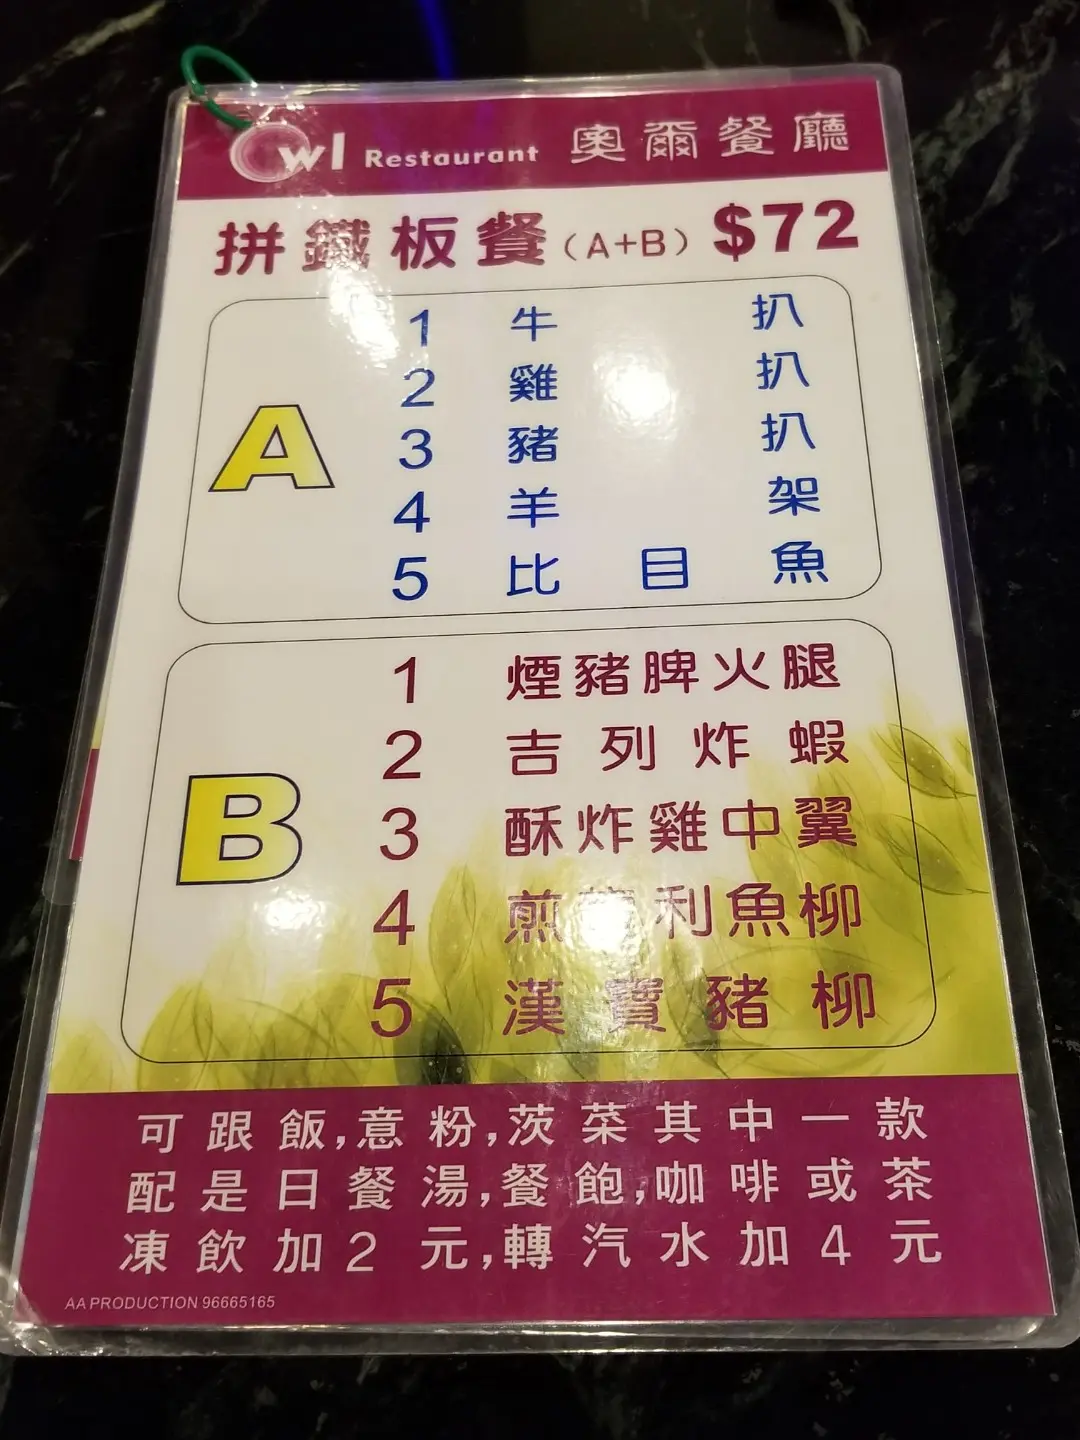 Owl Restaurant 奧爾餐廳
拼鐵板餐(A+B) $72
A
1 牛扒
2 雞扒
3 豬扒
4 羊架
5 比目魚
B
1 煙豬脾火腿
2 吉列炸蝦
3 酥炸雞中翼
4 煎利魚柳
5 漢寶豬柳
可跟飯,意粉,茨菜其中一款
配是日餐湯,餐飽,咖啡或茶
凍飲加2元,轉汽水加4元
AA PRODUCTION 96665165